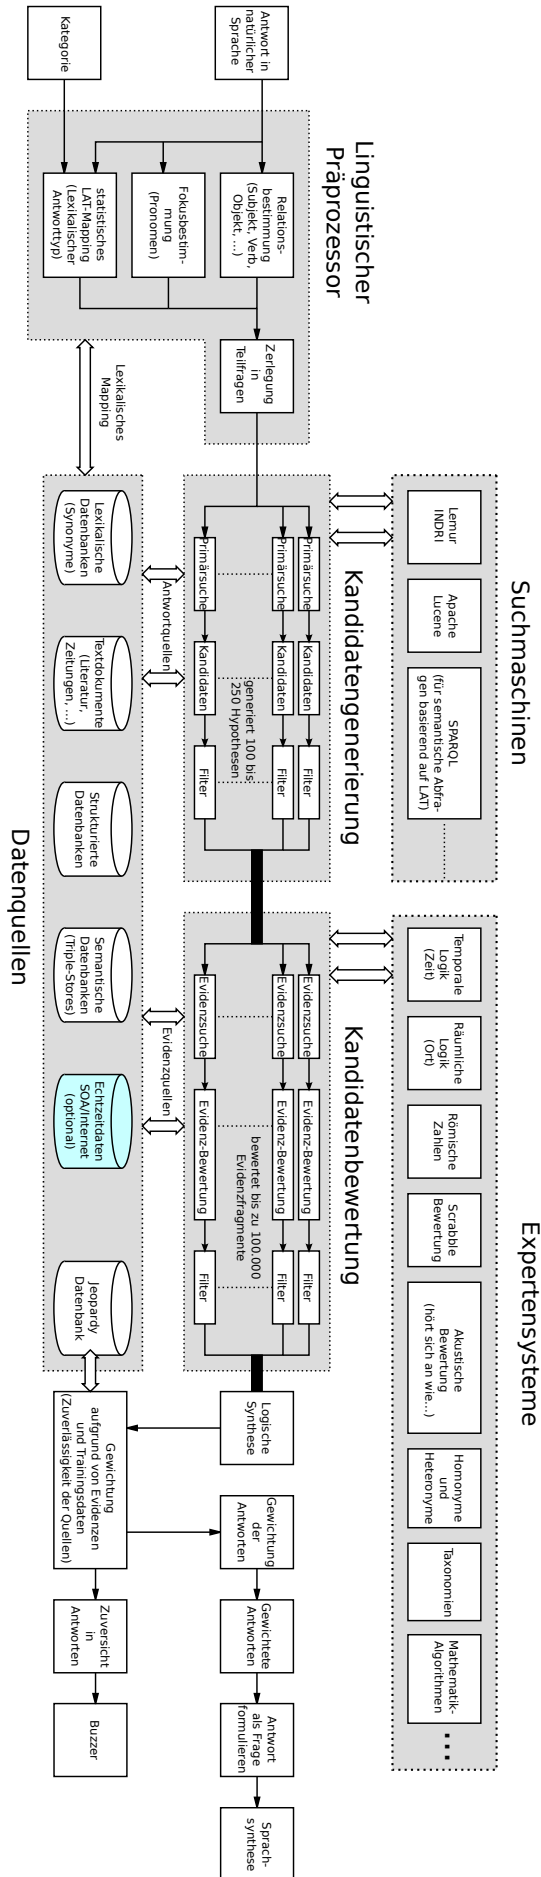 Suchmaschinen
Expertensysteme
Lemur
INDRI
Apache
Lucene
SPARQL
(für semantische Abfra-
gen basierend auf LAT)
Temporale
Logik
(Zeit)
Räumliche
Logik
(Ort)
Römische
Zahlen
Scrabble
Bewertung
Akustische
Bewertung
(hört sich an wie...)
Homonyme
und
Heteronyme
Taxonomien
Mathematik-
Algorithmen
...
Linguistischer
Präprozessor
Kandidatengenerierung
Kandidatenbewertung
Antwort in
natürlicher
Sprache
Kategorie
Relations-
bestimmung
(Subjekt, Verb,
Objekt, ...)
Fokusbestim-
mung
(Pronomen)
statistisches
LAT-Mapping
(Lexikalischer
Antworttyp)
Zerlegung
in
Teilfragen
Primärsuche
Kandidaten
Filter
Primärsuche
Kandidaten
Filter
generiert 100 bis
250 Hypothesen
Primärsuche
Kandidaten
Filter
Evidenzsuche
Evidenz-Bewertung
Filter
Evidenzsuche
Evidenz-Bewertung
Filter
bewertet bis zu 100.000
Evidenzfragmente
Evidenzsuche
Evidenz-Bewertung
Filter
Logische
Synthese
Gewichtung
der
Antworten
Gewichtete
Antworten
Antwort
als Frage
formulieren
Sprach-
synthese
Lexikalisches
Mapping
Antwortquellen
Evidenzquellen
Lexikalische
Datenbanken
(Synonyme)
Textdokumente
(Literatur,
Zeitungen, ...)
Strukturierte
Datenbanken
Semantische
Datenbanken
(Triple-Stores)
Echtzeitdaten
SOA/Internet
(optional)
Jeopardy
Datenbank
Gewichtung
aufgrund von Evidenzen
und Trainingsdaten
(Zuverlässigkeit der Quellen)
Zuversicht
in
Antworten
Buzzer
Datenquellen